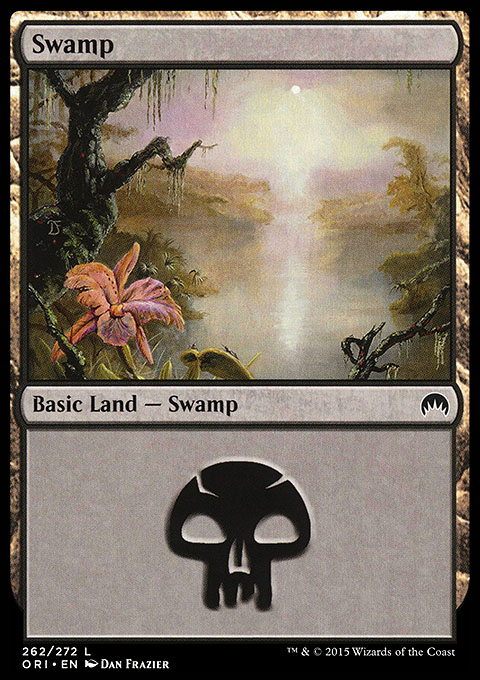 Swamp
Basic Land — Swamp
262/272 L
ORI • EN Dan Frazier
™ & © 2015 Wizards of the Coast